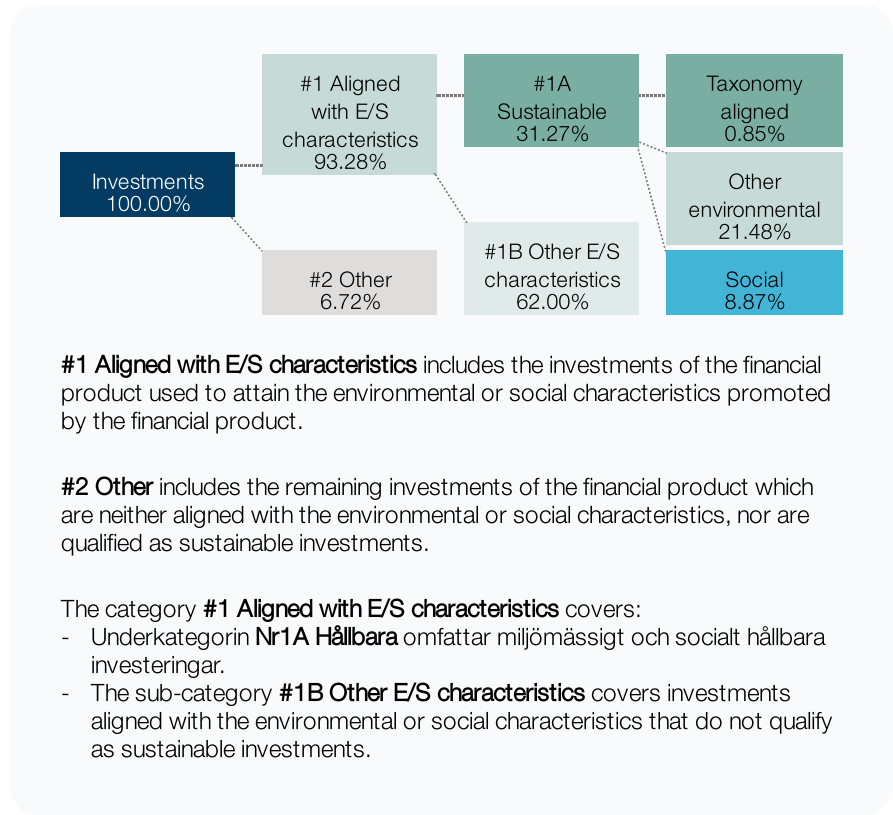 Investments
100.00%
#1 Aligned
with E/S
characteristics
93.28%
#2 Other
6.72%
#1A
Sustainable
31.27%
#1B Other E/S
characteristics
62.00%
Taxonomy
aligned
0.85%
Other
environmental
21.48%
Social
8.87%
#1 Aligned with E/S characteristics includes the investments of the financial
product used to attain the environmental or social characteristics promoted
by the financial product.
#2 Other includes the remaining investments of the financial product which
are neither aligned with the environmental or social characteristics, nor are
qualified as sustainable investments.
The category #1 Aligned with E/S characteristics covers:
- Underkategorin Nr1A Hållbara omfattar miljömässigt och socialt hållbara
investeringar.
- The sub-category #1B Other E/S characteristics covers investments
aligned with the environmental or social characteristics that do not qualify
as sustainable investments.